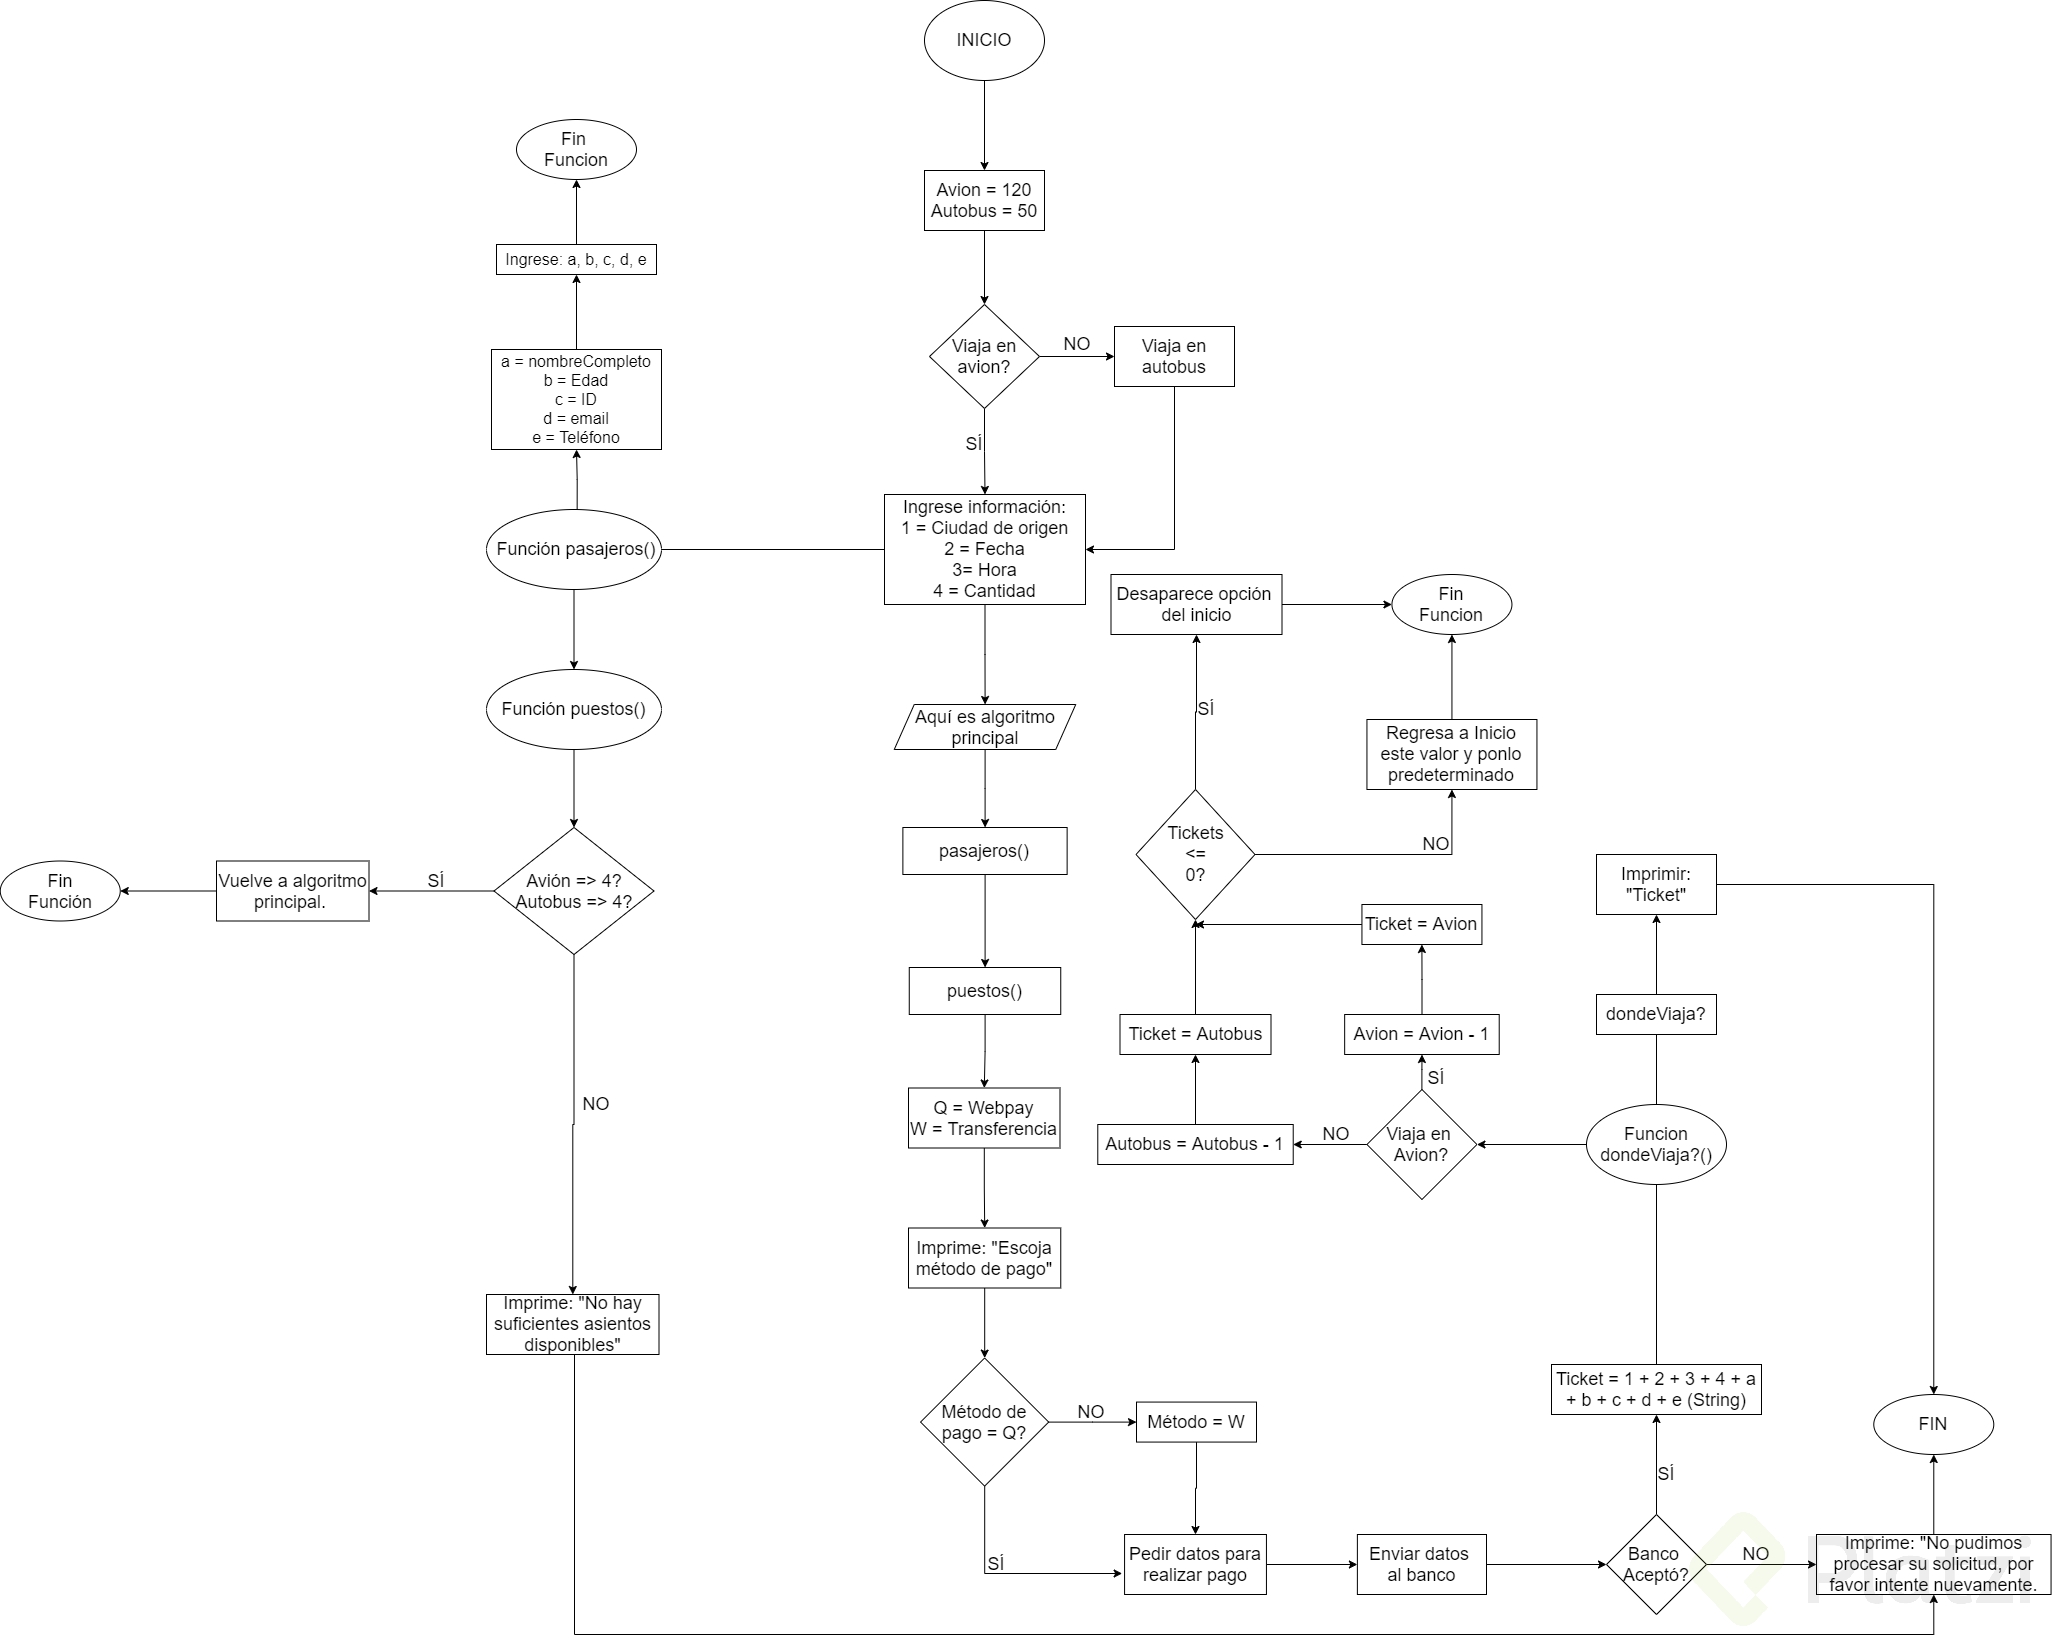 INICIO
Fin
Funcion
Avion = 120
Autobus = 50
Ingrese: a, b, c, d, e
Viaja en
avion?
NO
Viaja en
autobus
a = nombreCompleto
b = Edad
c = ID
d = email
e = Teléfono
SÍ
Ingrese información:
1 = Ciudad de origen
2 = Fecha
3= Hora
4 = Cantidad
Función pasajeros()
Desaparece opción
del inicio
Fin
Funcion
Función puestos()
Aquí es algoritmo
principal
SÍ
Regresa a Inicio
este valor y ponlo
predeterminado
Tickets
<=
0?
NO
pasajeros()
Fin
Función
Vuelve a algoritmo
principal.
SÍ
Avión => 4?
Autobus => 4?
Imprimir:
"Ticket"
Ticket = Avion
puestos()
dondeViaja?
Ticket = Autobus
Avion = Avion - 1
SÍ
NO
Q = Webpay
W = Transferencia
Autobus = Autobus - 1
NO
Viaja en
Avion?
Funcion
dondeViaja?()
Imprime: "Escoja
método de pago"
Imprime: "No hay
suficientes asientos
disponibles"
Ticket = 1 + 2 + 3 + 4 + a
+ b + c + d + e (String)
Método de
pago = Q?
NO
Método = W
FIN
SÍ
SÍ
Pedir datos para
realizar pago
Enviar datos
al banco
Banco
Aceptó?
NO
Imprime: "No pudimos
procesar su solicitud, por
favor intente nuevamente.
Platzi